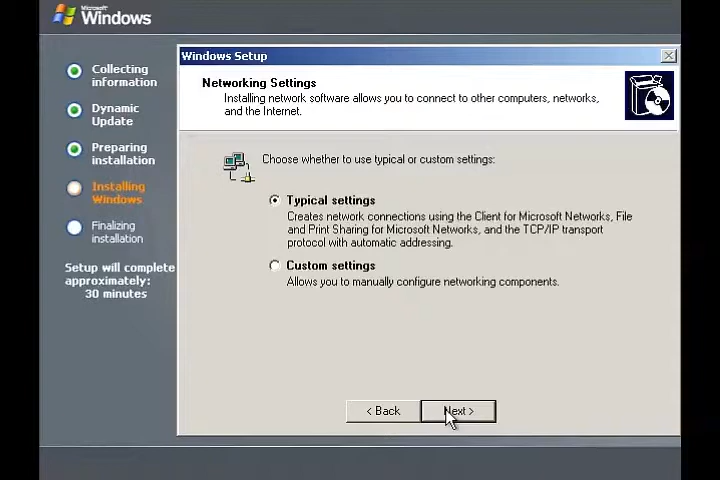 Microsoft
Windows
Collecting
information
Dynamic
Update
Preparing
installation
Installing
Windows
Finalizing
installation
Setup will complete
approximately:
30 minutes
Windows Setup
Networking Settings
Installing network software allows you to connect to other computers, networks,
and the Internet.
Choose whether to use typical or custom settings:
Typical settings
Creates network connections using the Client for Microsoft Networks, File
and Print Sharing for Microsoft Networks, and the TCP/IP transport
protocol with automatic addressing.
Custom settings
Allows you to manually configure networking components.
< Back
Next >